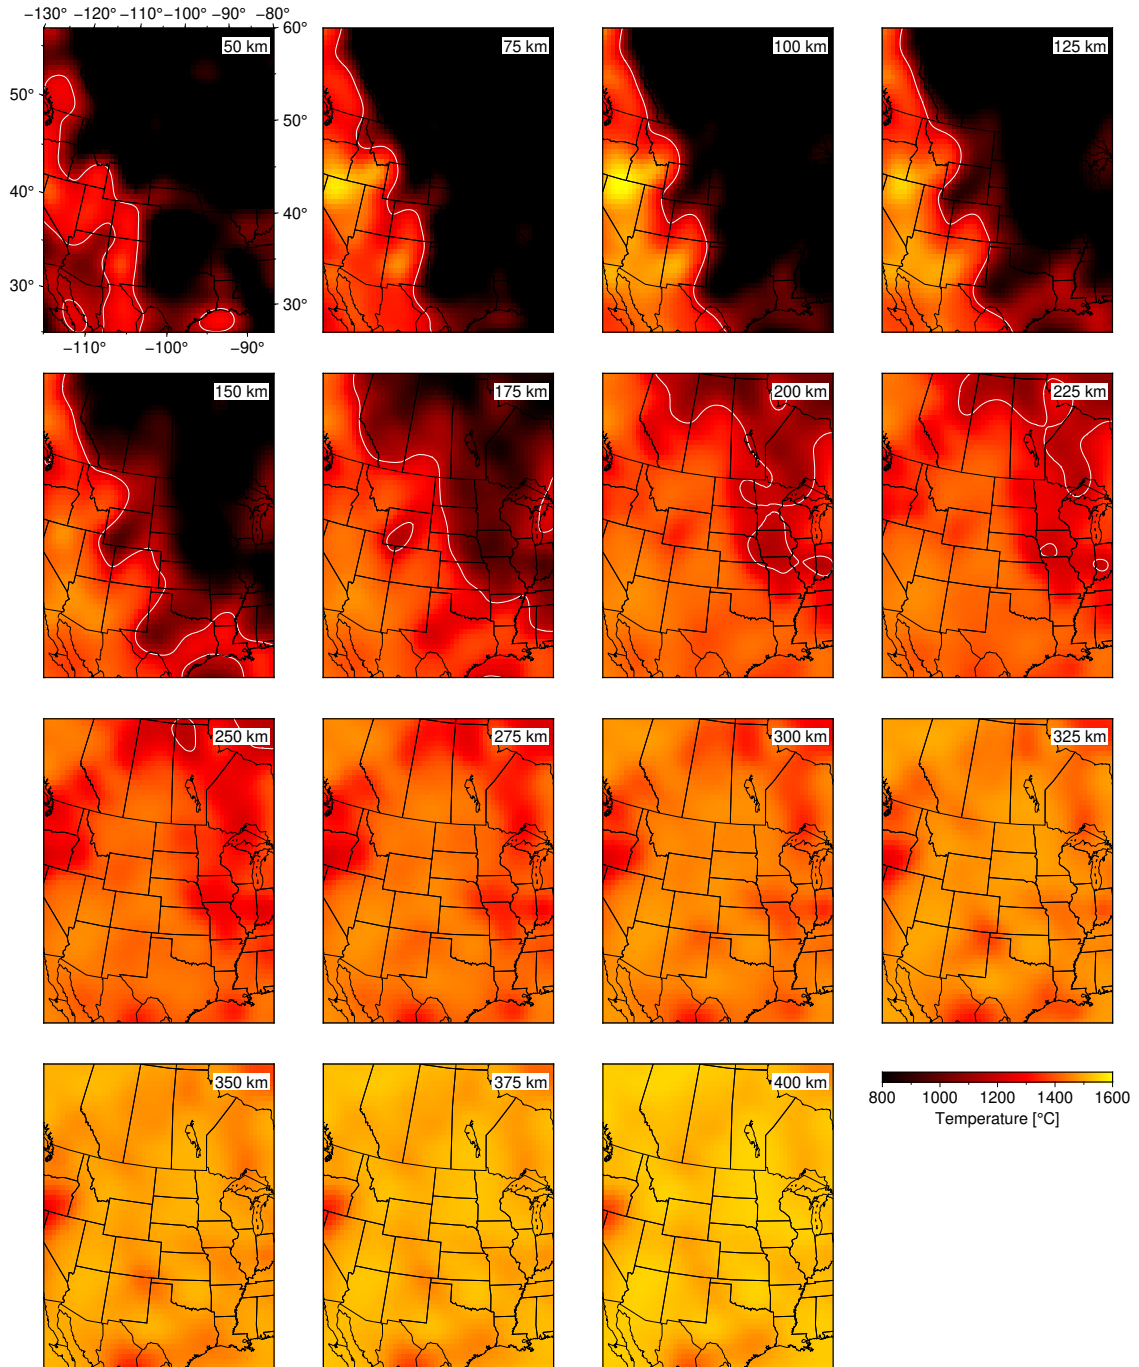 −130° −120° −110° −100° −90° −80°
60°
50 km
75 km
100 km
125 km
50°
50°
40°
40°
30°
30°
−110° −100° −90°
150 km
175 km
200 km
225 km
250 km
275 km
300 km
325 km
350 km
375 km
400 km
800 1000 1200 1400 1600
Temperature [°C]